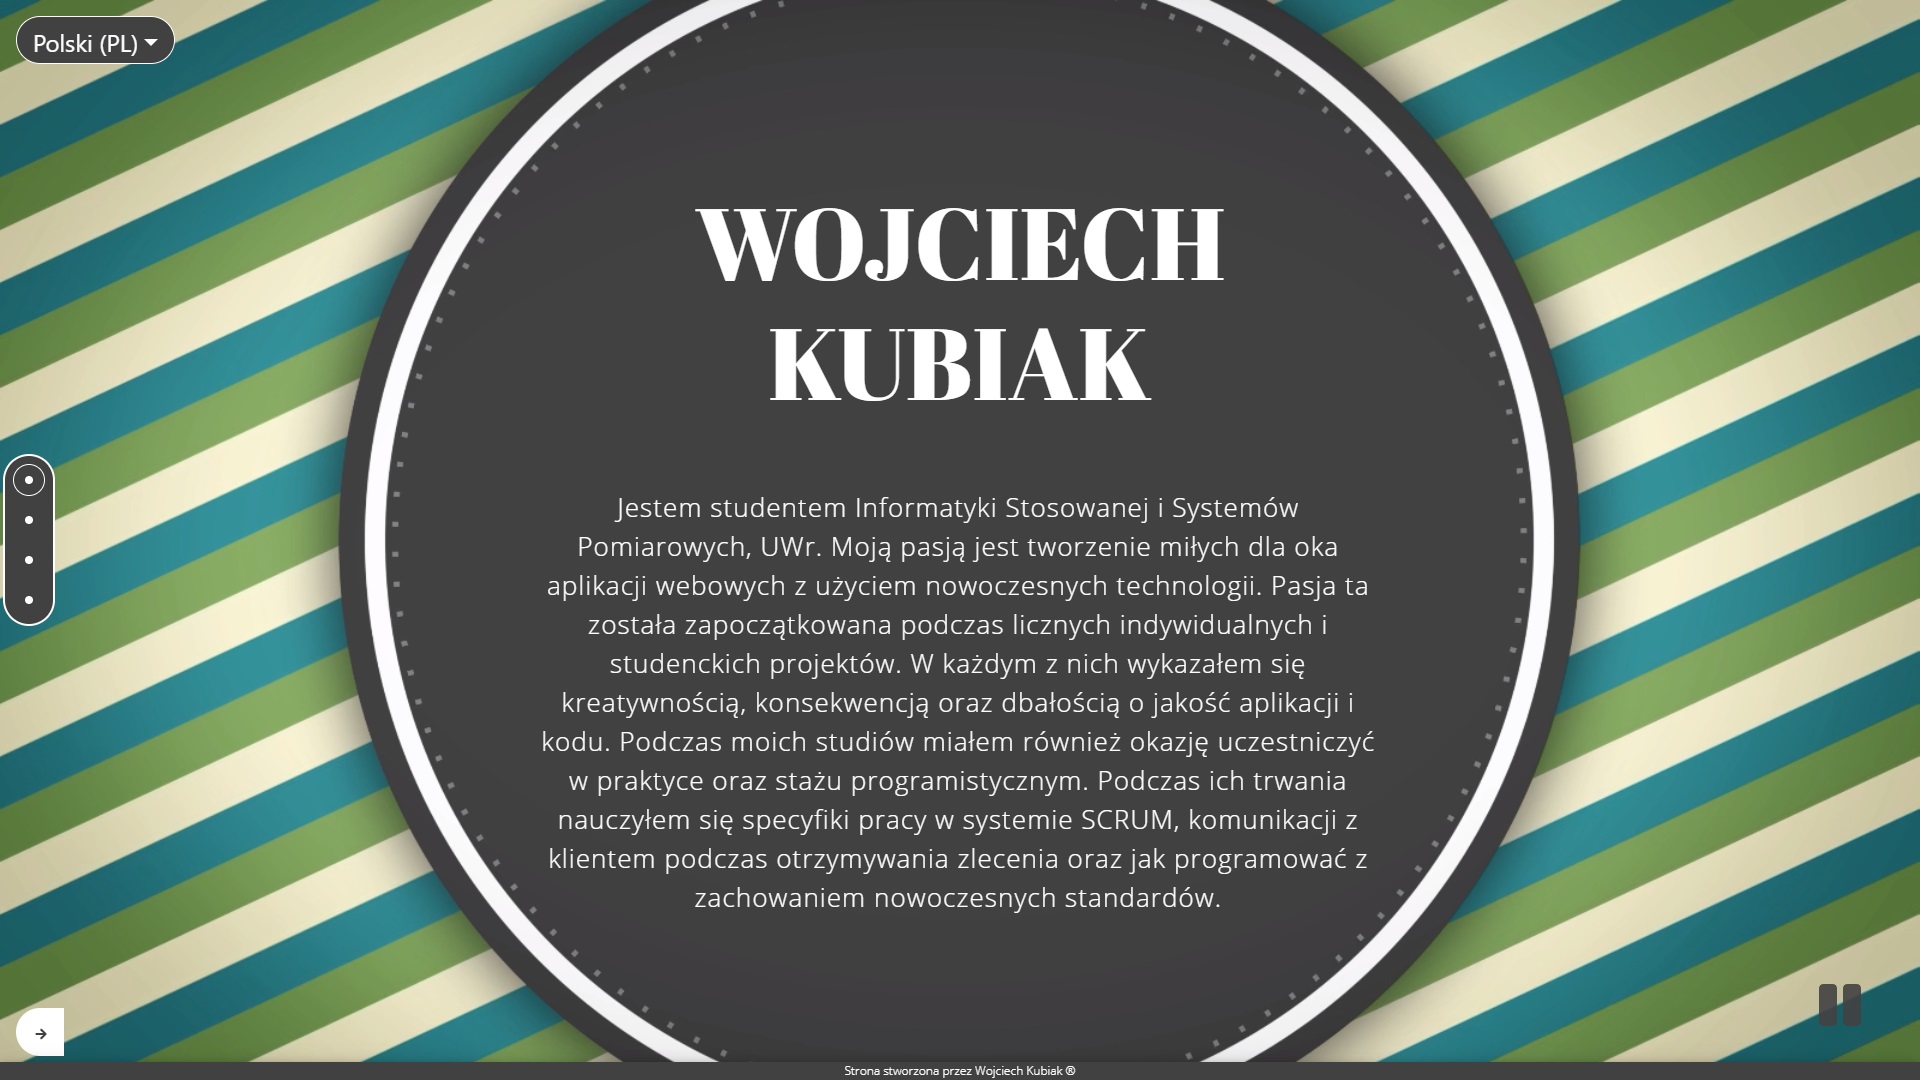 Polski (PL)
WOJCIECH
KUBIAK
Jestem studentem Informatyki Stosowanej i Systemów
Pomiarowych, UWr. Moją pasją jest tworzenie miłych dla oka
aplikacji webowych z użyciem nowoczesnych technologii. Pasja ta
została zapoczątkowana podczas licznych indywidualnych i
studenckich projektów. W każdym z nich wykazałem się
kreatywnością, konsekwencją oraz dbałością o jakość aplikacji i
kodu. Podczas moich studiów miałem również okazję uczestniczyć
w praktyce oraz stażu programistycznym. Podczas ich trwania
nauczyłem się specyfiki pracy w systemie SCRUM, komunikacji z
klientem podczas otrzymywania zlecenia oraz jak programować z
zachowaniem nowoczesnych standardów.
Strona stworzona przez Wojciech Kubiak ®